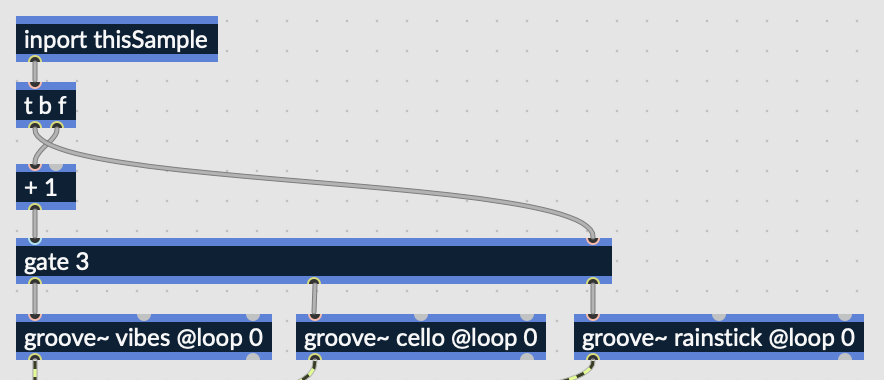 inport thisSample
t b f
+ 1
gate 3
groove~ vibes @loop 0
groove~ cello @loop 0
groove~ rainstick @loop 0